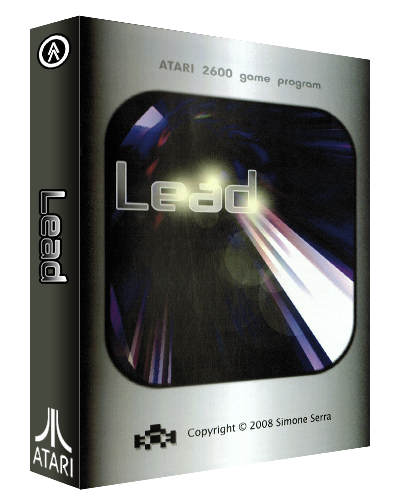 Lead
ATARI
ATARI 2600 game program
Lead
Copyright © 2008 Simone Serra